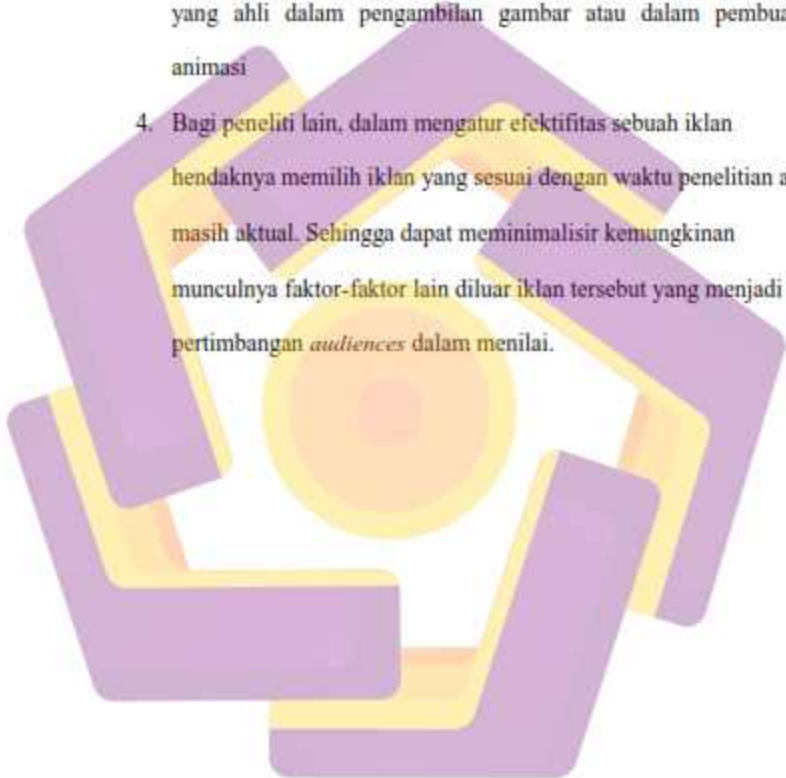 yang ahli dalam pengambilan gambar atau dalam
animasi
4. Bagi peneliti lain, dalam mengatur efektifitas sebuah iklan
hendaknya memilih iklan yang sesuai dengan waktu penelitian
masih aktual. Sehingga dapat meminimalisir kemungkinan
munculnya faktor-faktor lain diluar iklan tersebut yang menjadi
pertimbangan audiences dalam menilai.